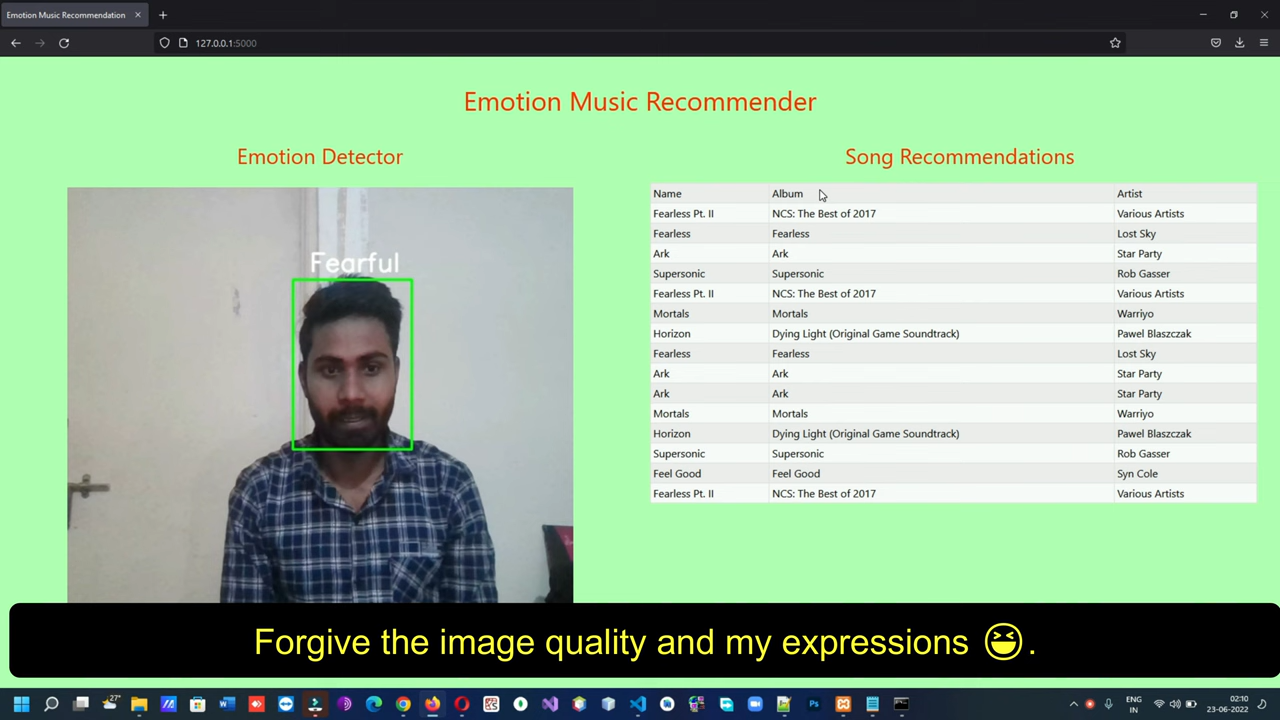 Emotion Music Recommendation
127.0.0.1:5000
Emotion Music Recommender
Emotion Detector
Song Recommendations
Fearful
Name Album Artist
Fearless Pt. II NCS: The Best of 2017 Various Artists
Fearless Fearless Lost Sky
Ark Ark Star Party
Supersonic Supersonic Rob Gasser
Fearless Pt. II NCS: The Best of 2017 Various Artists
Mortals Mortals Warriyo
Horizon Dying Light (Original Game Soundtrack) Pawel Blaszczak
Fearless Fearless Lost Sky
Ark Ark Star Party
Ark Ark Star Party
Mortals Mortals Warriyo
Horizon Dying Light (Original Game Soundtrack) Pawel Blaszczak
Supersonic Supersonic Rob Gasser
Feel Good Feel Good Syn Cole
Fearless Pt. II NCS: The Best of 2017 Various Artists
Forgive the image quality and my expressions 😆.
27°
ENG
IN
02:10
23-06-2022